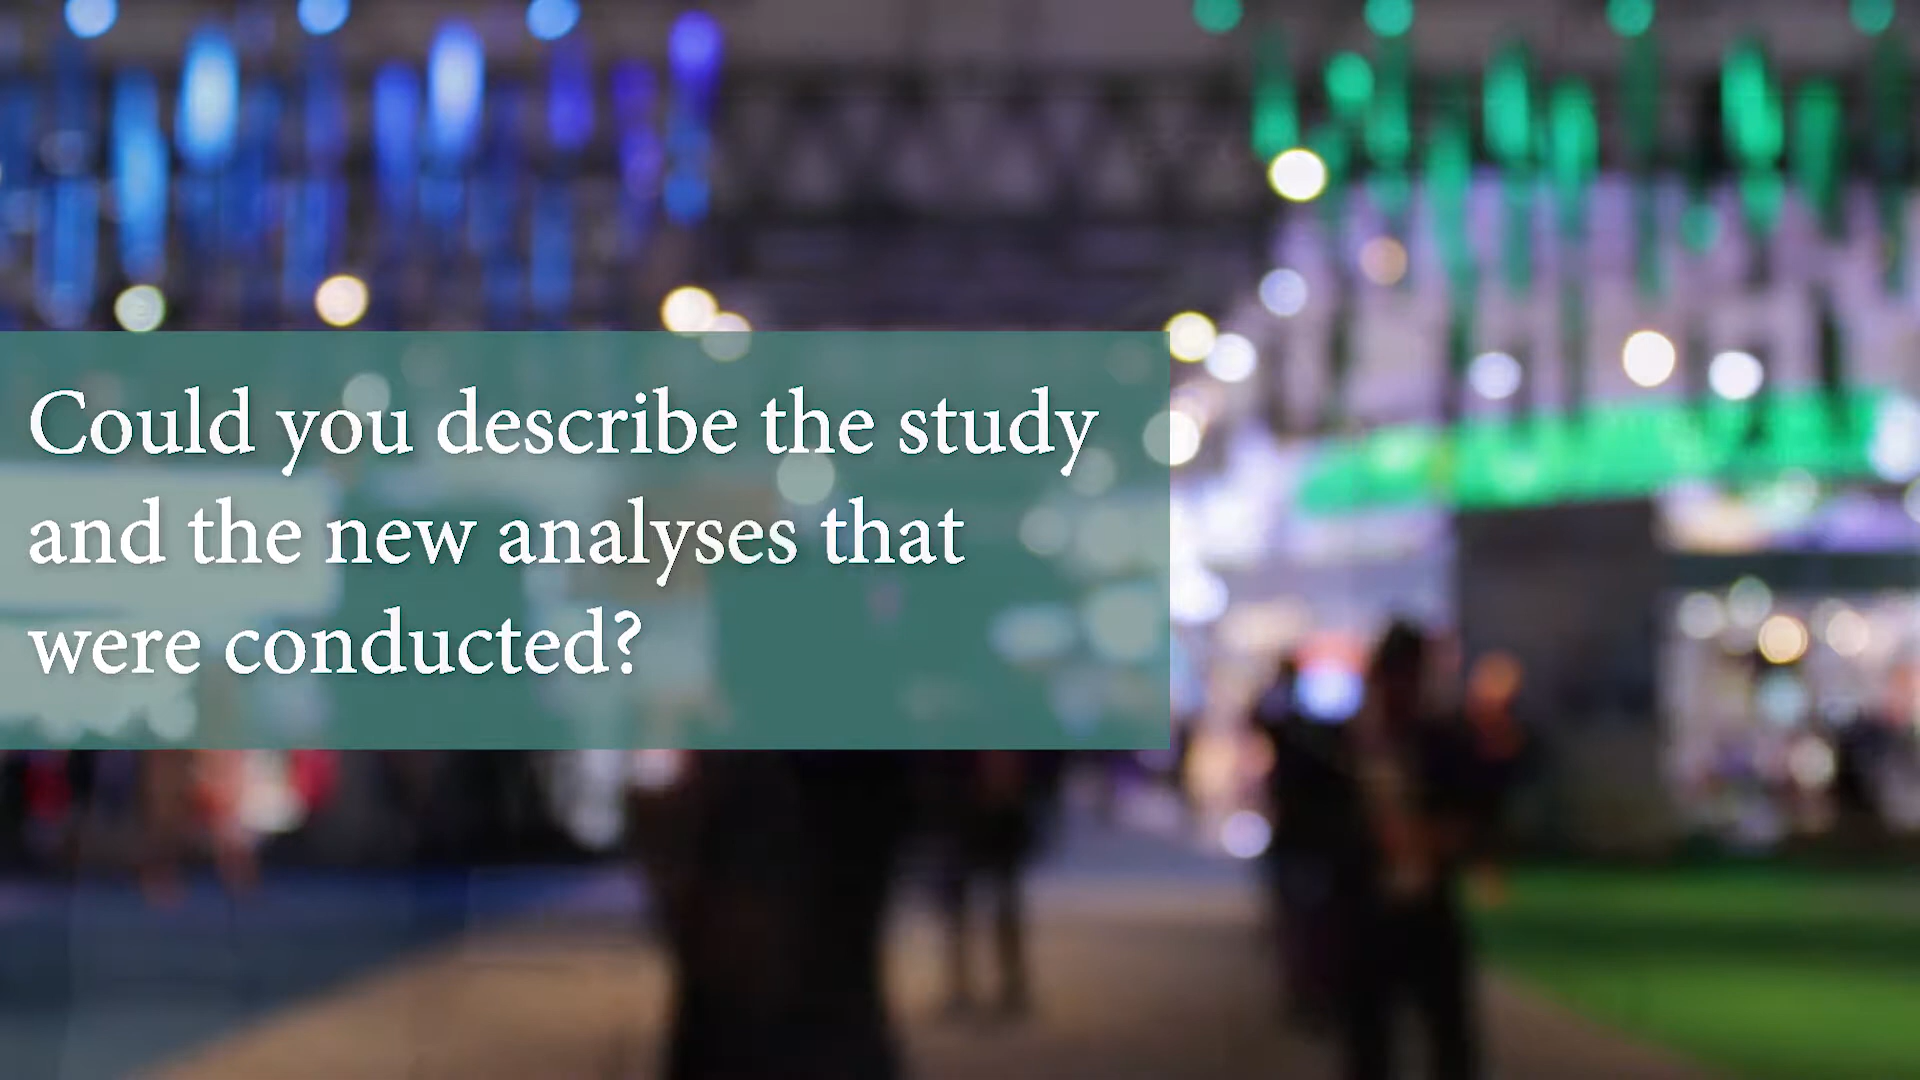 Could you describe the study
and the new analyses that
were conducted?